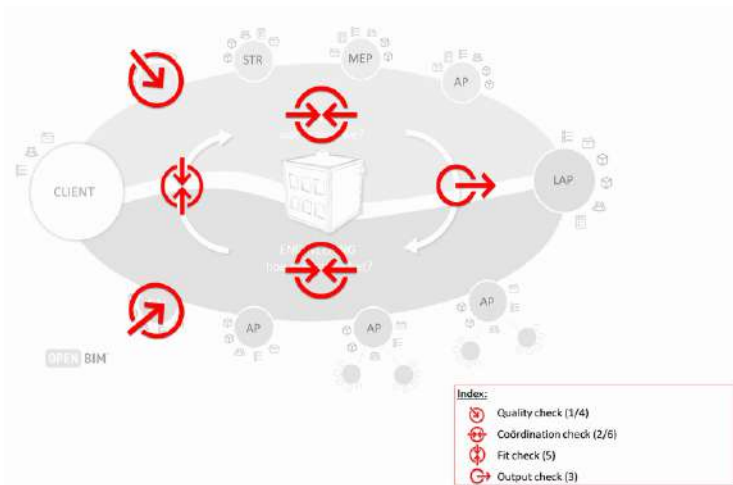 STR
MEP
AP
CLIENT
LAP
AP
AP
AP
OPEN BIM
Index:
Quality check (1/4)
Coördination check (2/6)
Fit check (5)
Output check (3)